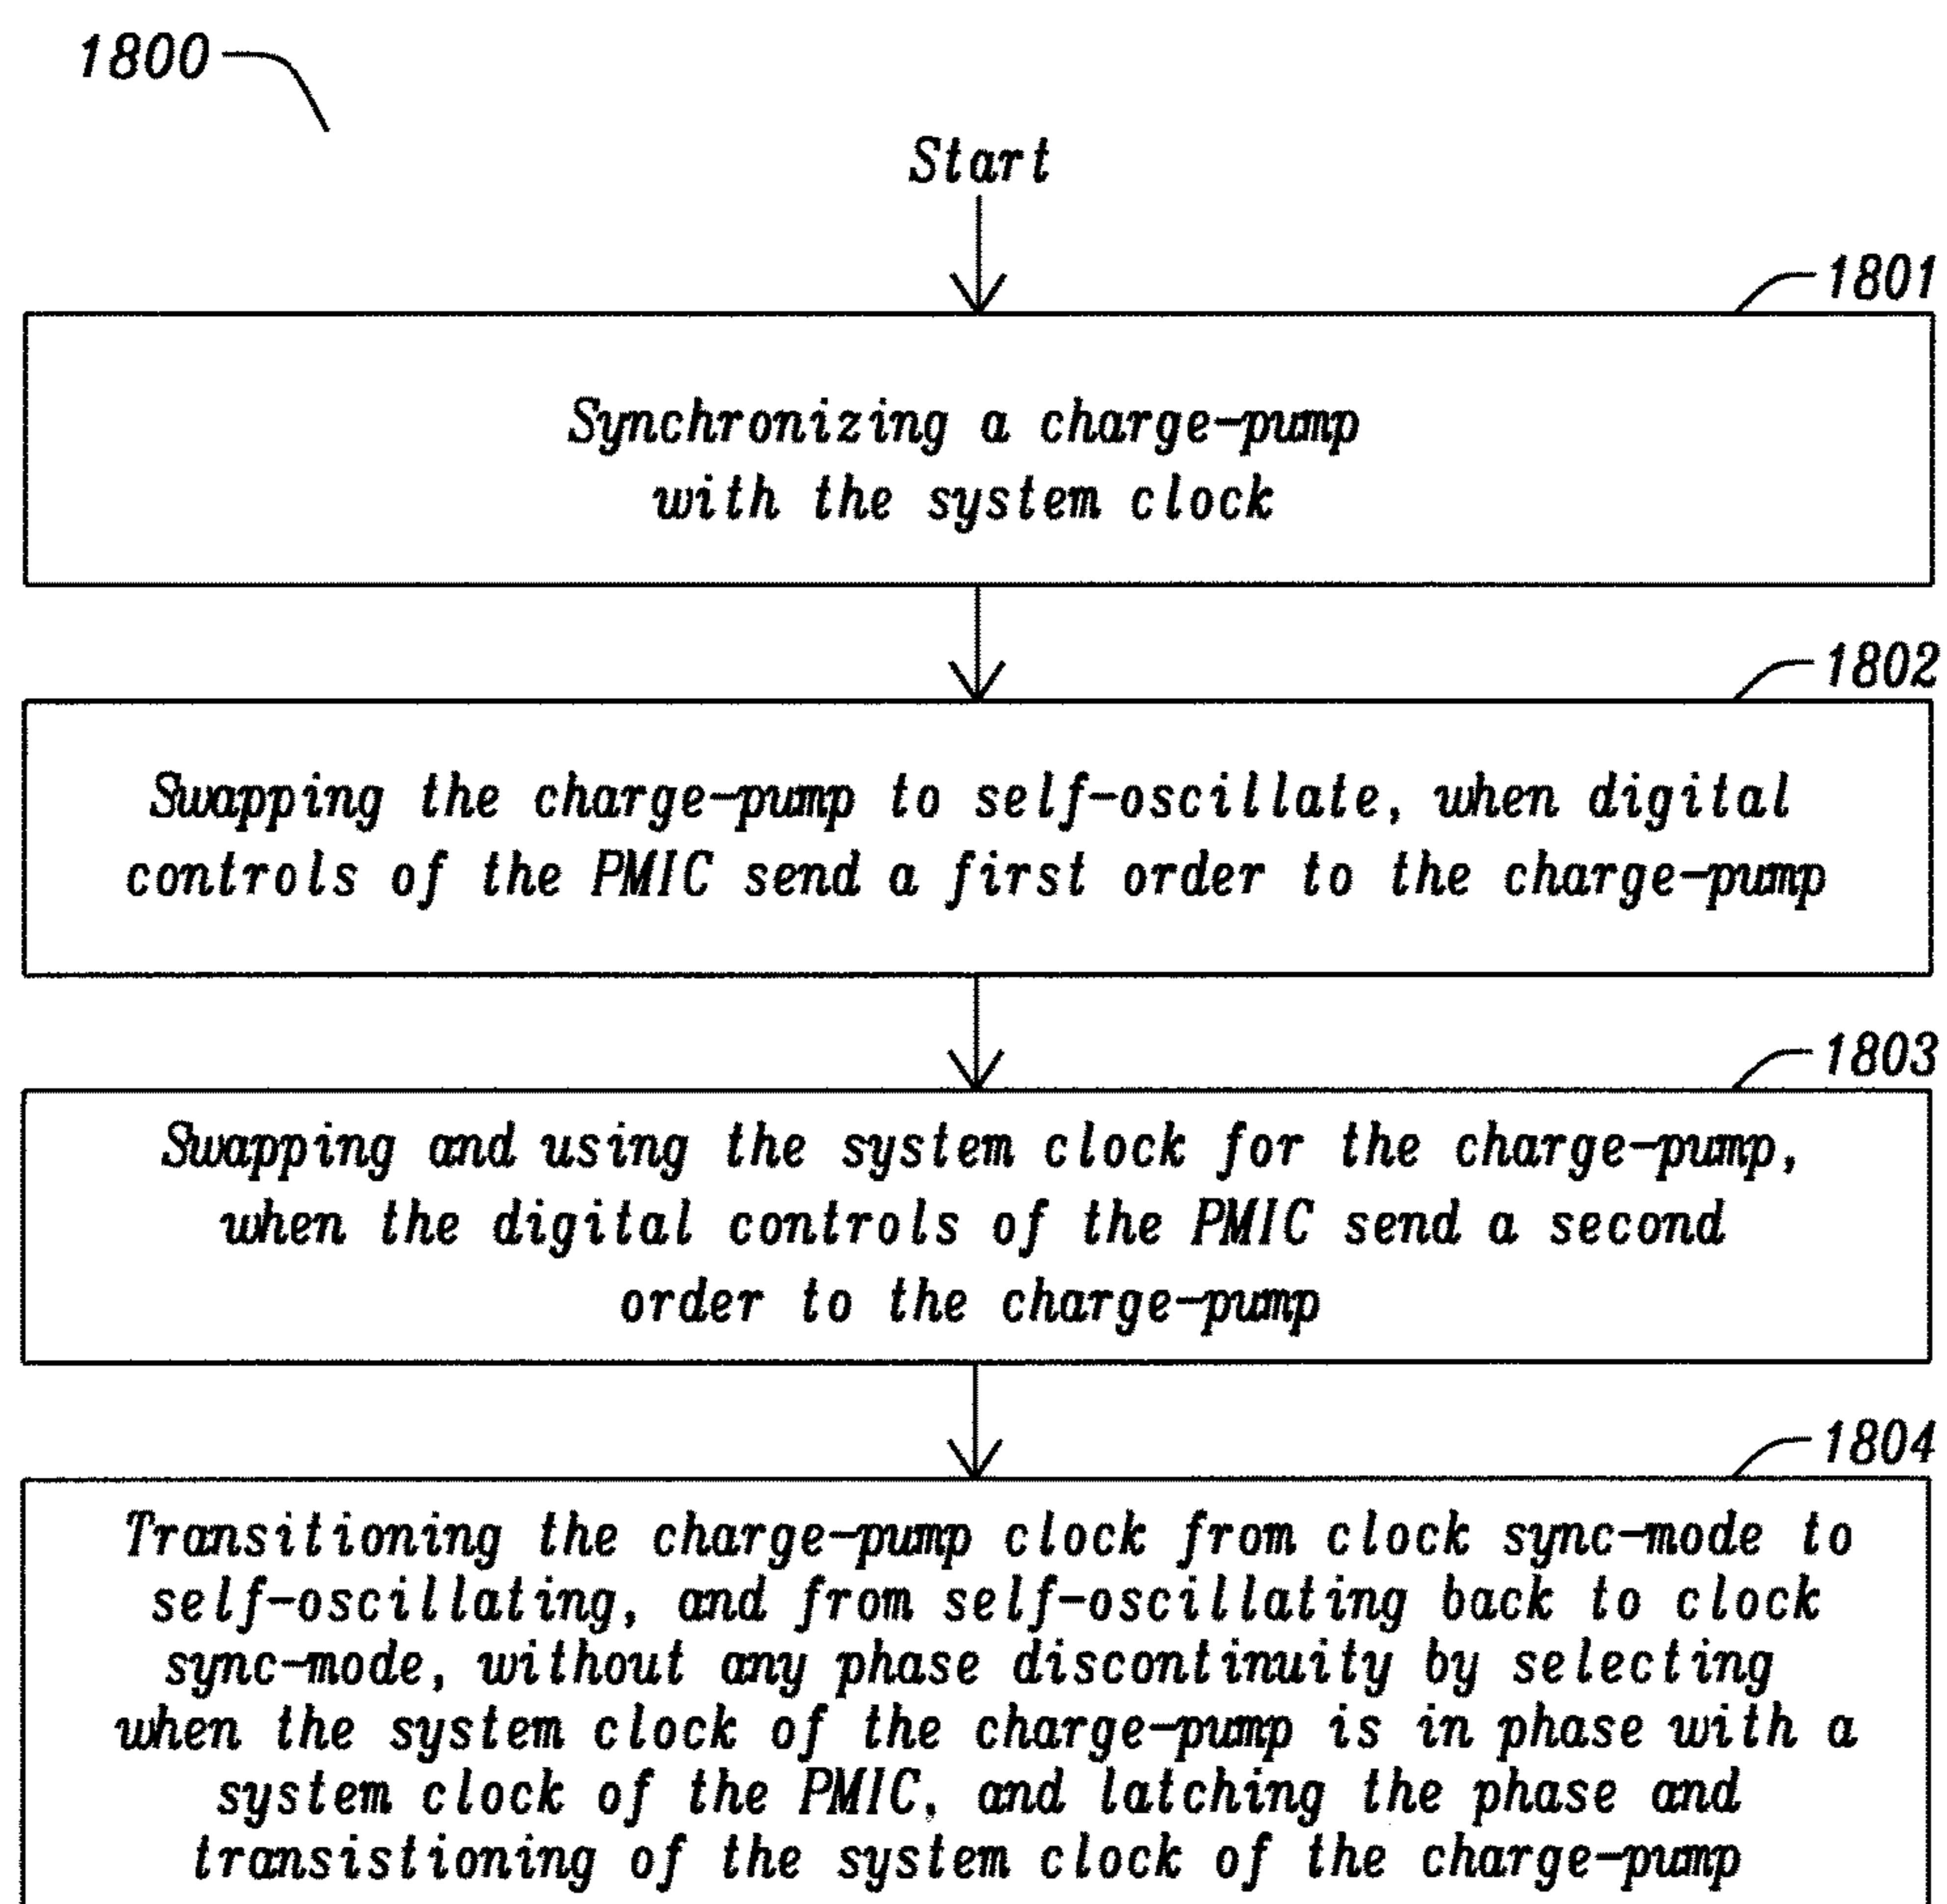 1800
Start
1801
Synchronizing a charge-pump
with the system clock
1802
Swapping the charge-pump to self-oscillate, when digital
controls of the PMIC send a first order to the charge-pump
1803
Swapping and using the system clock for the charge-pump,
when the digital controls of the PMIC send a second
order to the charge-pump
1804
Transitioning the charge-pump clock from clock sync-mode to
self-oscillating, and from self-oscillating back to clock
sync-mode, without any phase discontinuity by selecting
when the system clock of the charge-pump is in phase with a
system clock of the PMIC, and latching the phase and
transistioning of the system clock of the charge-pump